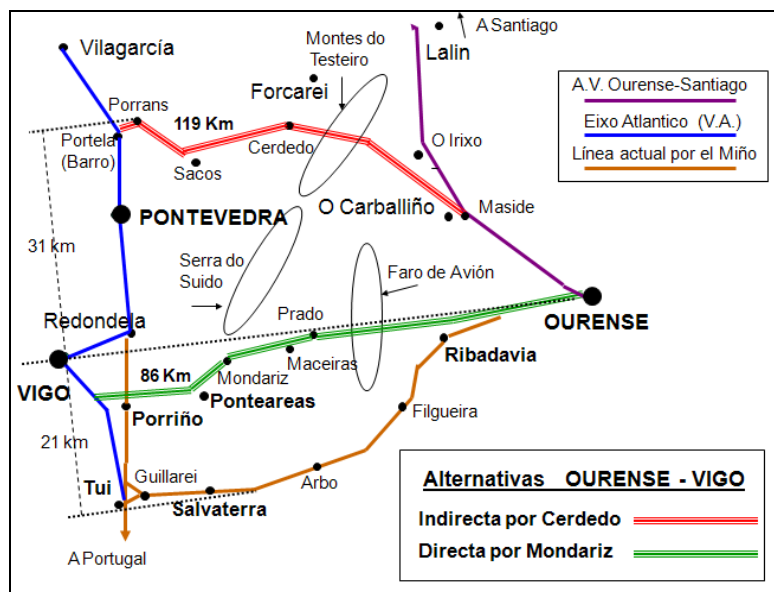 A Santiago
Vilagarcía
Lalin
Montes do
Testeiro
Forcarei
A.V. Ourense-Santiago
Eixo Atlantico (V.A.)
Línea actual por el Miño
Porrans
119 Km
Portela
(Barro)
Cerdedo
O Irixo
Sacos
Maside
O Carballiño
PONTEVEDRA
31 km
Serra do
Suido
Faro de Avión
Prado
Redondela
OURENSE
Ribadavia
Maceiras
Mondariz
86 Km
VIGO
Ponteareas
Porriño
Filgueira
21 km
Guillarei
Arbo
Tui
Salvaterra
A Portugal
Alternativas OURENSE - VIGO
Indirecta por Cerdedo
Directa por Mondariz